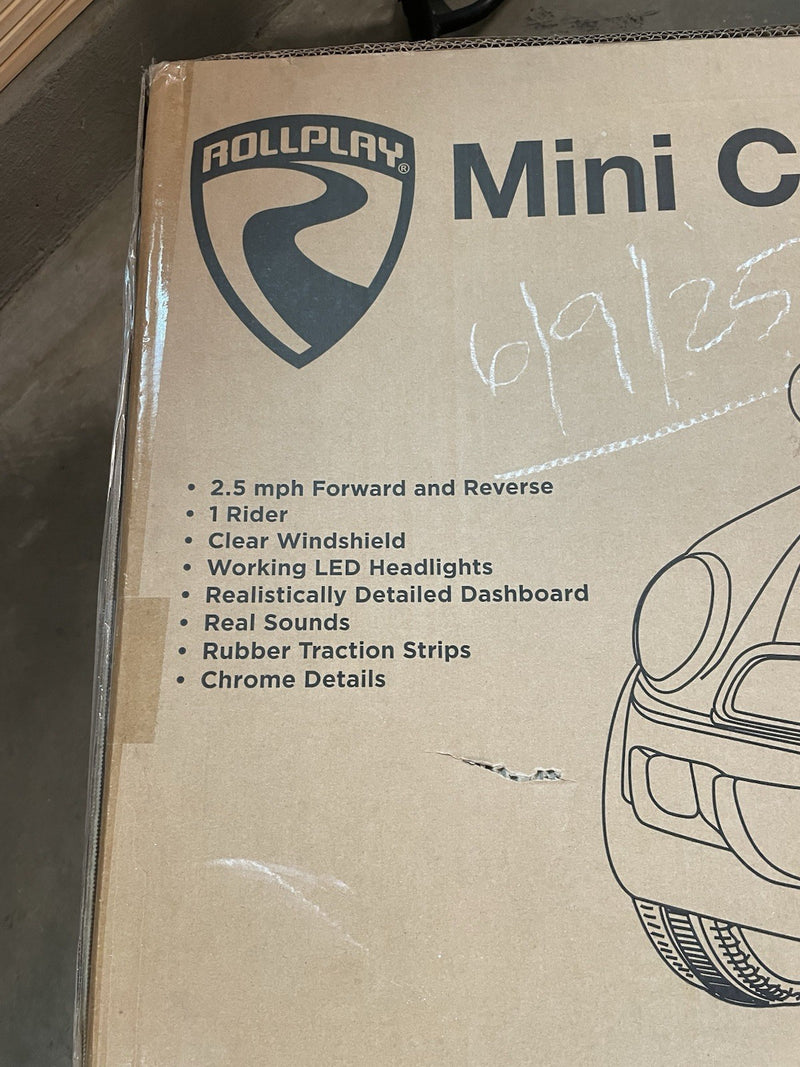 ROLLPLAY®
Mini C
6/9/25
• 2.5 mph Forward and Reverse
• 1 Rider
• Clear Windshield
• Working LED Headlights
• Realistically Detailed Dashboard
• Real Sounds
• Rubber Traction Strips
• Chrome Details